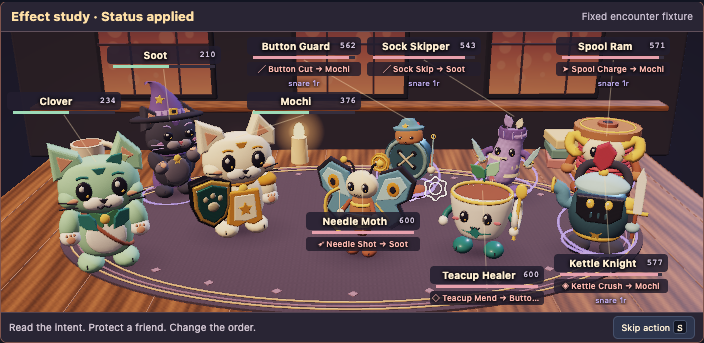 Effect study · Status applied
Fixed encounter fixture
Soot 210
Button Guard 562
Button Cut → Mochi
snare 1r
Sock Skipper 543
Sock Skip → Soot
snare 1r
Spool Ram 571
Spool Charge → Mochi
snare 1r
Clover 234
Mochi 376
Needle Moth 600
Needle Shot → Soot
Teacup Healer 600
Teacup Mend → Butto...
Kettle Knight 577
Kettle Crush → Mochi
snare 1r
Read the intent. Protect a friend. Change the order.
Skip action S